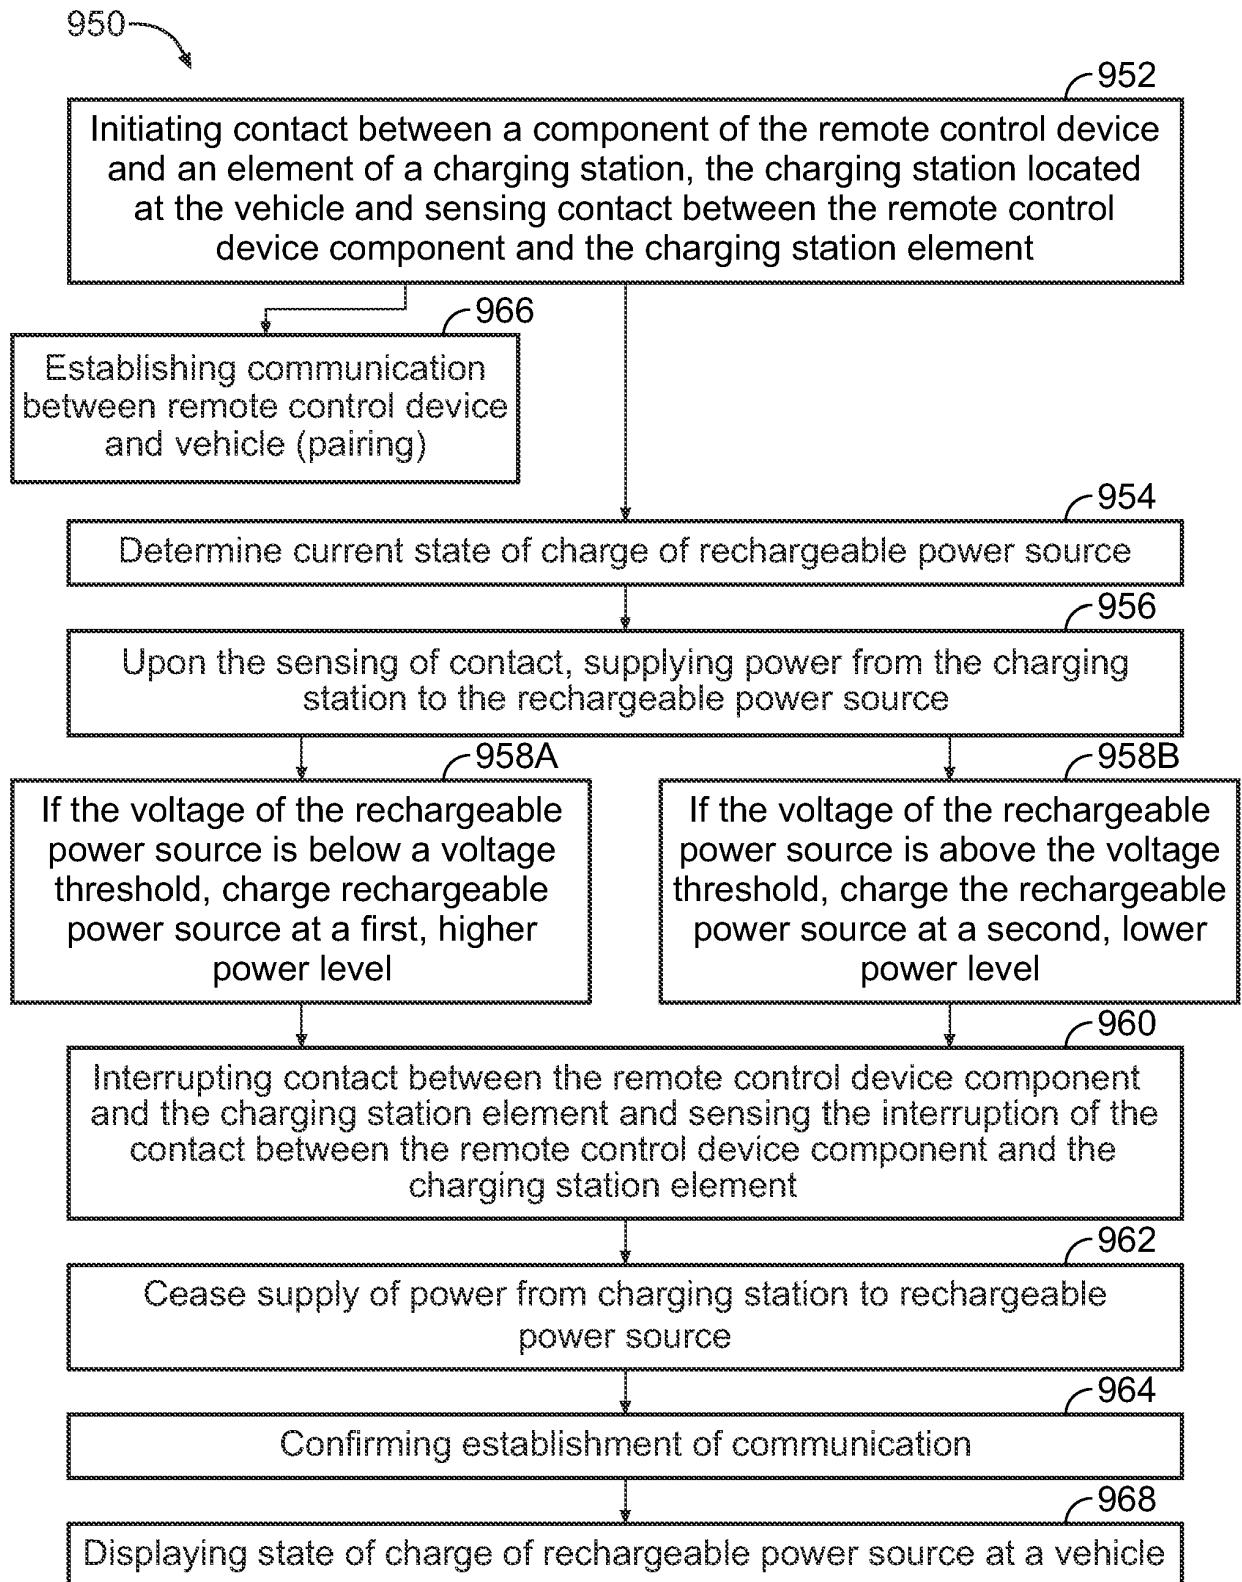 950
952
Initiating contact between a component of the remote control device
and an element of a charging station, the charging station located
at the vehicle and sensing contact between the remote control
device component and the charging station element
966
Establishing communication
between remote control device
and vehicle (pairing)
954
Determine current state of charge of rechargeable power source
956
Upon the sensing of contact, supplying power from the charging
station to the rechargeable power source
958A
If the voltage of the rechargeable
power source is below a voltage
threshold, charge rechargeable
power source at a first, higher
power level
958B
If the voltage of the rechargeable
power source is above the voltage
threshold, charge the rechargeable
power source at a second, lower
power level
960
Interrupting contact between the remote control device component
and the charging station element and sensing the interruption of the
contact between the remote control device component and the
charging station element
962
Cease supply of power from charging station to rechargeable
power source
964
Confirming establishment of communication
968
Displaying state of charge of rechargeable power source at a vehicle